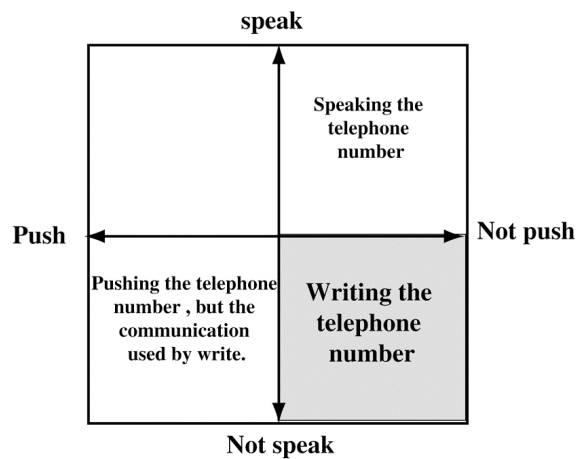 speak
Speaking the
telephone
number
Push
Not push
Pushing the telephone
number , but the
communication
used by write.
Writing the
telephone
number
Not speak